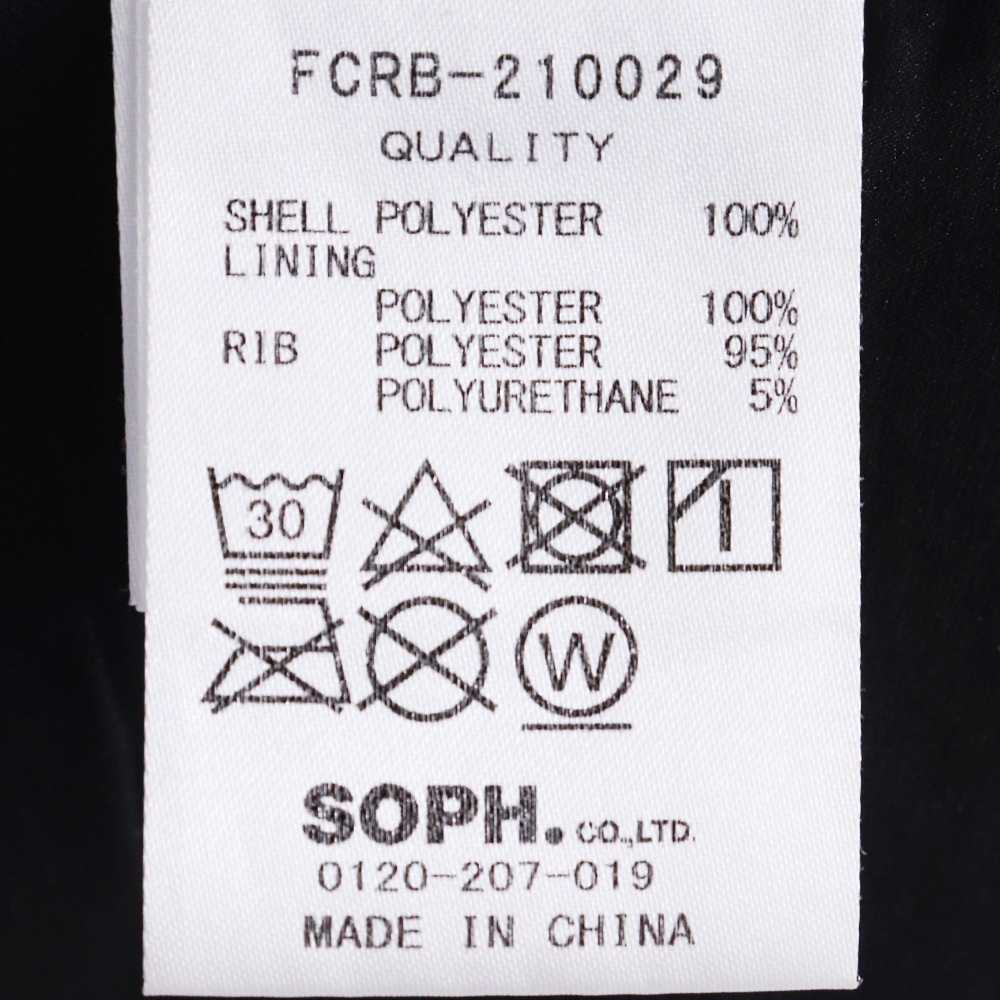 FCRB-210029
QUALITY
SHELL POLYESTER 100%
LINING
POLYESTER 100%
RIB POLYESTER 95%
POLYURETHANE 5%
30
W
SOPH. CO.,LTD.
0120-207-019
MADE IN CHINA